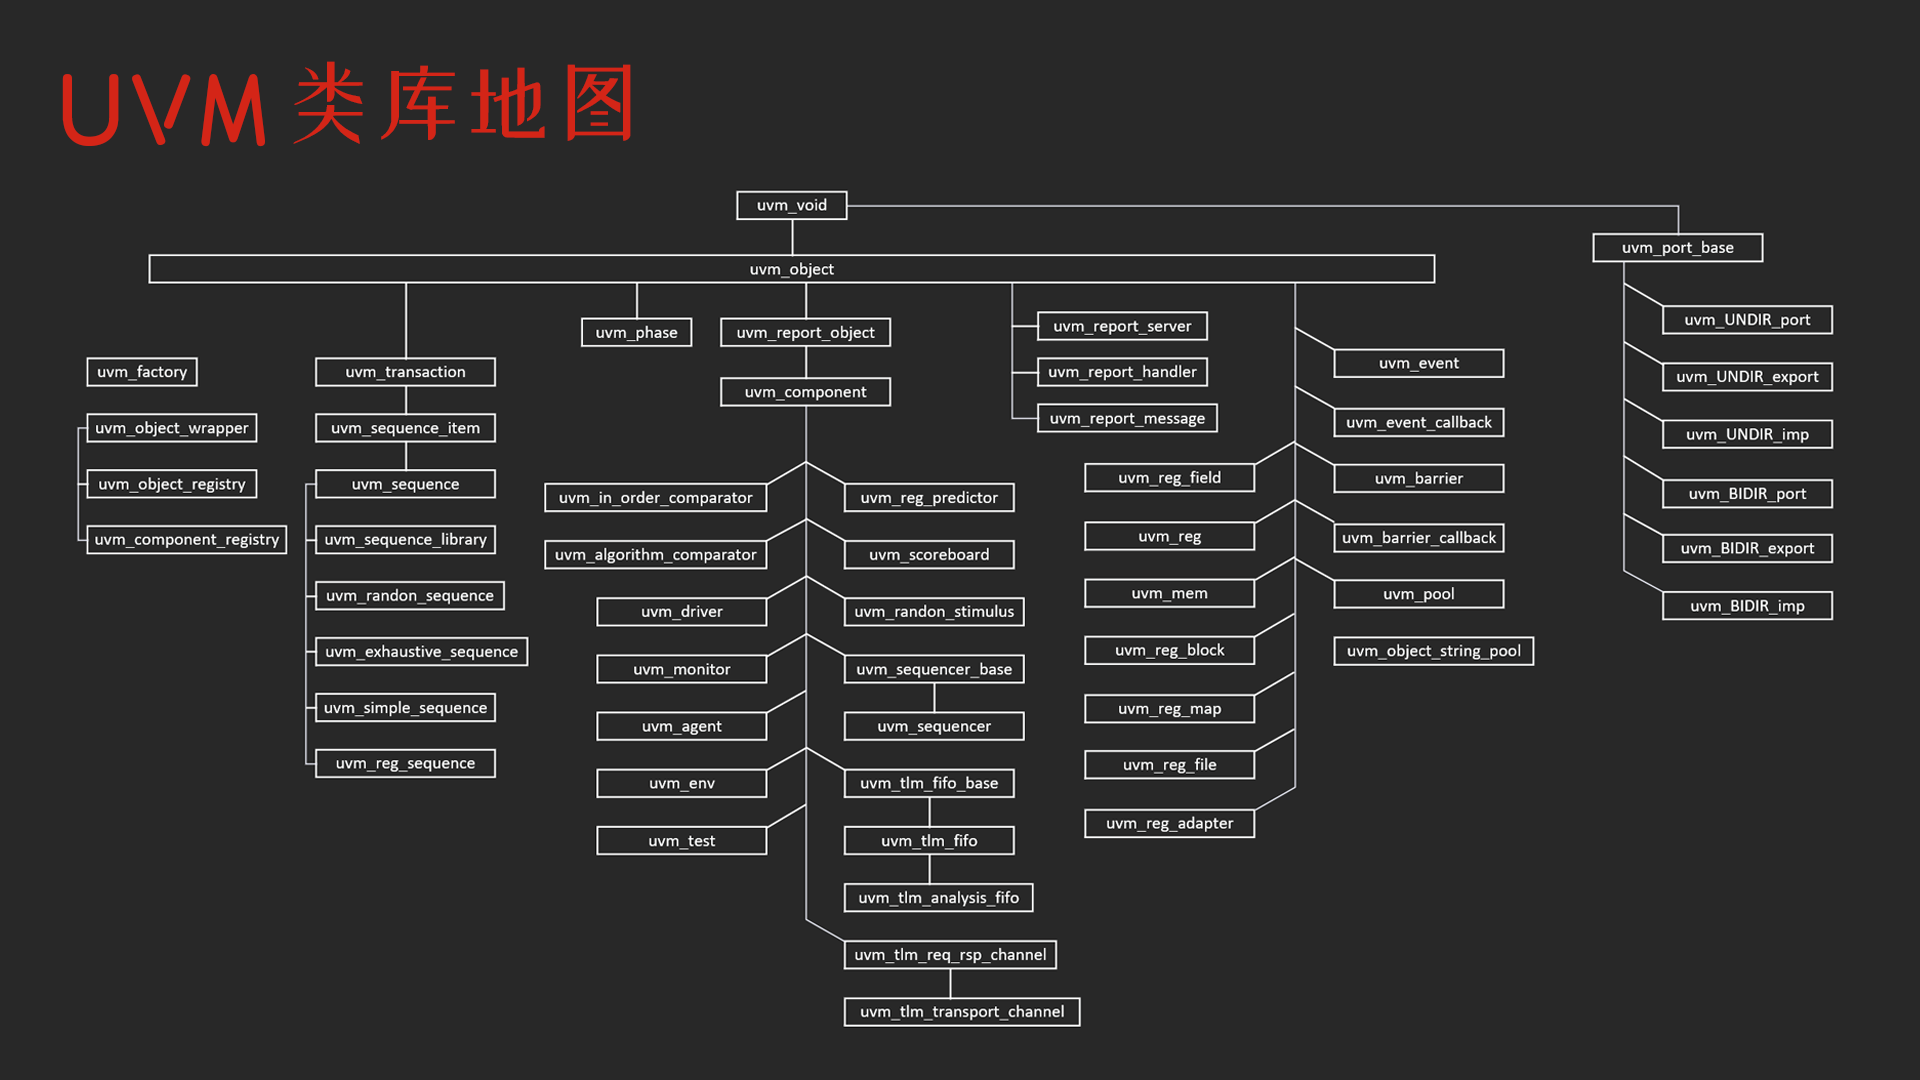 UVM 类库地图
uvm_void
uvm_port_base
uvm_object
uvm_factory
uvm_object_wrapper
uvm_object_registry
uvm_component_registry
uvm_transaction
uvm_sequence_item
uvm_sequence
uvm_sequence_library
uvm_randon_sequence
uvm_exhaustive_sequence
uvm_simple_sequence
uvm_reg_sequence
uvm_phase
uvm_report_object
uvm_component
uvm_in_order_comparator
uvm_algorithm_comparator
uvm_driver
uvm_monitor
uvm_agent
uvm_env
uvm_test
uvm_reg_predictor
uvm_scoreboard
uvm_randon_stimulus
uvm_sequencer_base
uvm_sequencer
uvm_tlm_fifo_base
uvm_tlm_fifo
uvm_tlm_analysis_fifo
uvm_tlm_req_rsp_channel
uvm_tlm_transport_channel
uvm_report_server
uvm_report_handler
uvm_report_message
uvm_reg_field
uvm_reg
uvm_mem
uvm_reg_block
uvm_reg_map
uvm_reg_file
uvm_reg_adapter
uvm_event
uvm_event_callback
uvm_barrier
uvm_barrier_callback
uvm_pool
uvm_object_string_pool
uvm_UNDIR_port
uvm_UNDIR_export
uvm_UNDIR_imp
uvm_BIDIR_port
uvm_BIDIR_export
uvm_BIDIR_imp